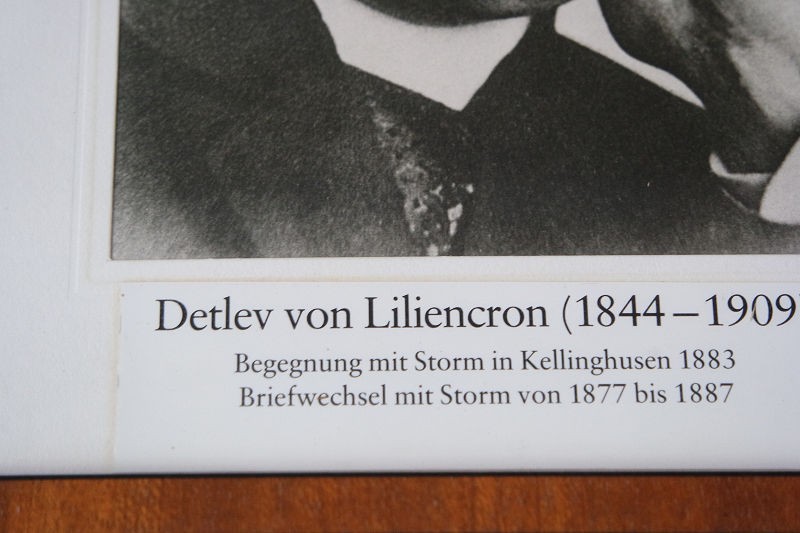 Detlev von Liliencron (1844–1909)
Begegnung mit Storm in Kellinghusen 1883
Briefwechsel mit Storm von 1877 bis 1887